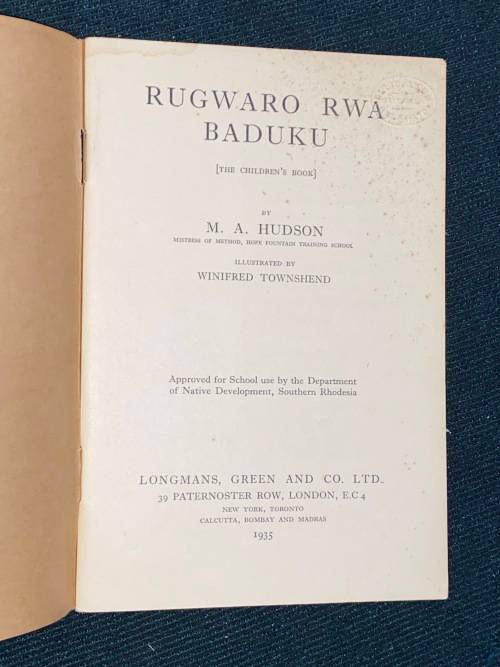 RUGWARO RWA
BADUKU
[THE CHILDREN'S BOOK]
BY
M. A. HUDSON
MISTRESS OF METHOD, HOPE FOUNTAIN TRAINING SCHOOL
ILLUSTRATED BY
WINIFRED TOWNSHEND
Approved for School use by the Department
of Native Development, Southern Rhodesia
LONGMANS, GREEN AND CO. LTD.
39 PATERNOSTER ROW, LONDON, E.C 4
NEW YORK, TORONTO
CALCUTTA, BOMBAY AND MADRAS
1935